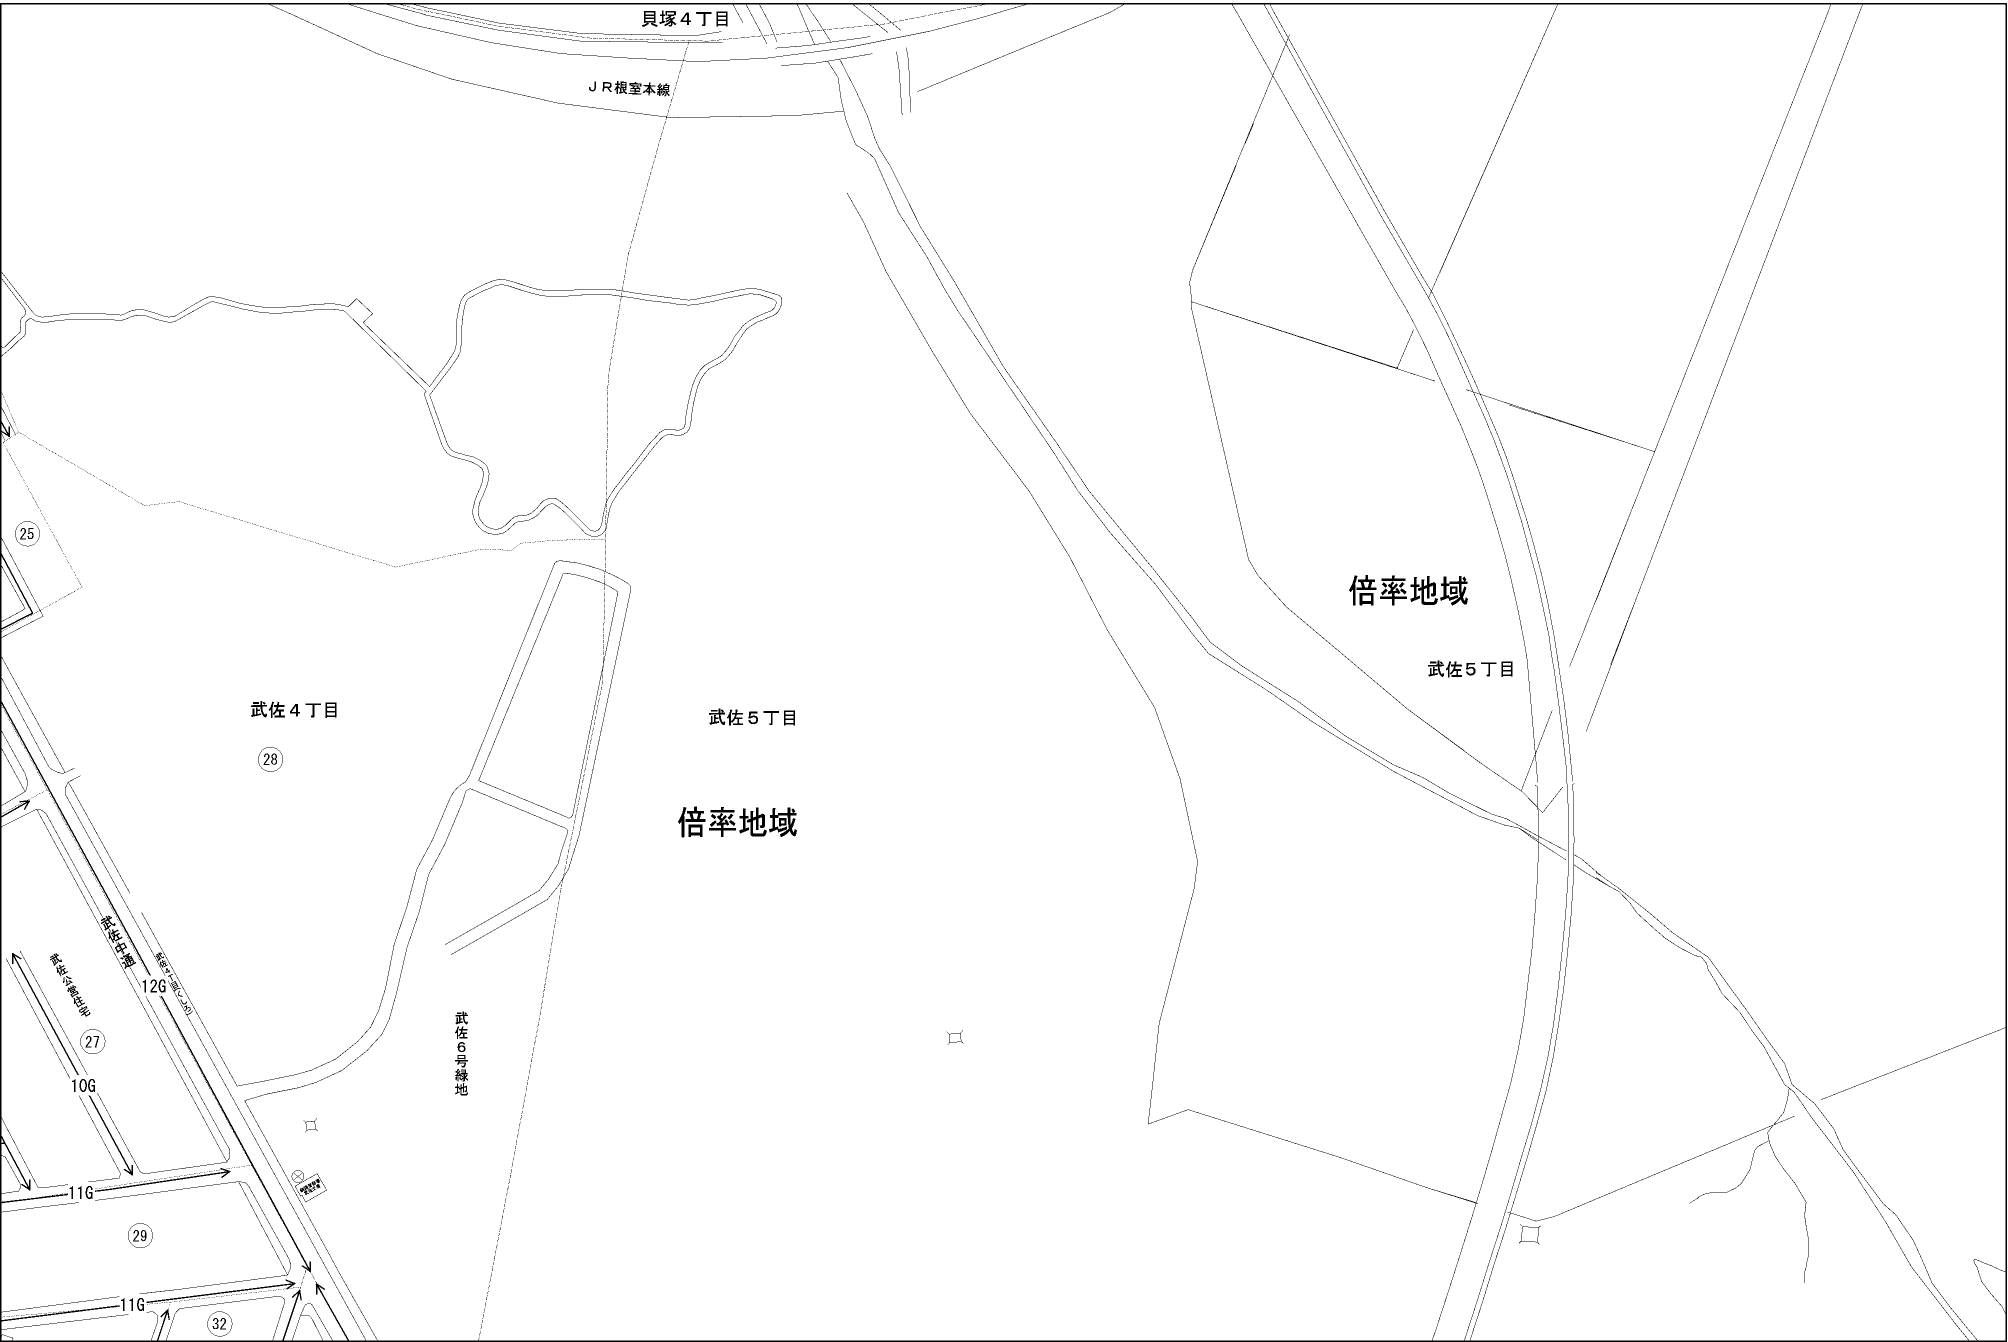 貝塚４丁目
ＪＲ根室本線
25
倍率地域
武佐５丁目
武佐４丁目
武佐５丁目
28
倍率地域
武佐中通
武佐公営住宅
12G
武佐６号緑地
27
10G
11G
29
11G
32